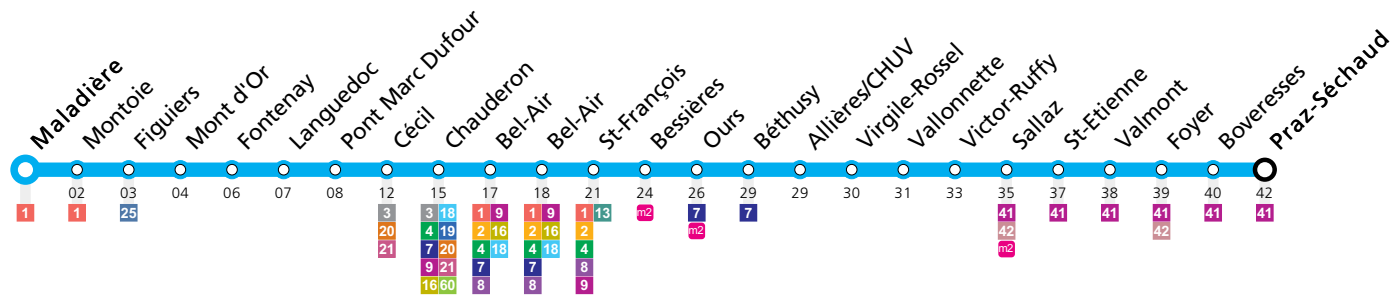 Maladière
Montoie
Figuiers
Mont d'Or
Fontenay
Languedoc
Pont Marc Dufour
Cécil
Chauderon
Bel-Air
Bel-Air
St-François
Bessières
Ours
Béthusy
Allières/CHUV
Virgile-Rossel
Vallonnette
Victor-Ruffy
Sallaz
St-Etienne
Valmont
Foyer
Boveresses
Praz-Séchaud
02 03 04 06 07 08 12 15 17 18 21 24 26 29 29 30 31 33 35 37 38 39 40 42
1 1 25 3 3 18 1 9 1 9 1 13 m2 7 7 41 41 41 41 41 41
20 4 19 2 16 2 16 2 m2 42 42
21 7 20 4 18 4 18 4 m2
9 21 7 7 8
16 60 8 8 9